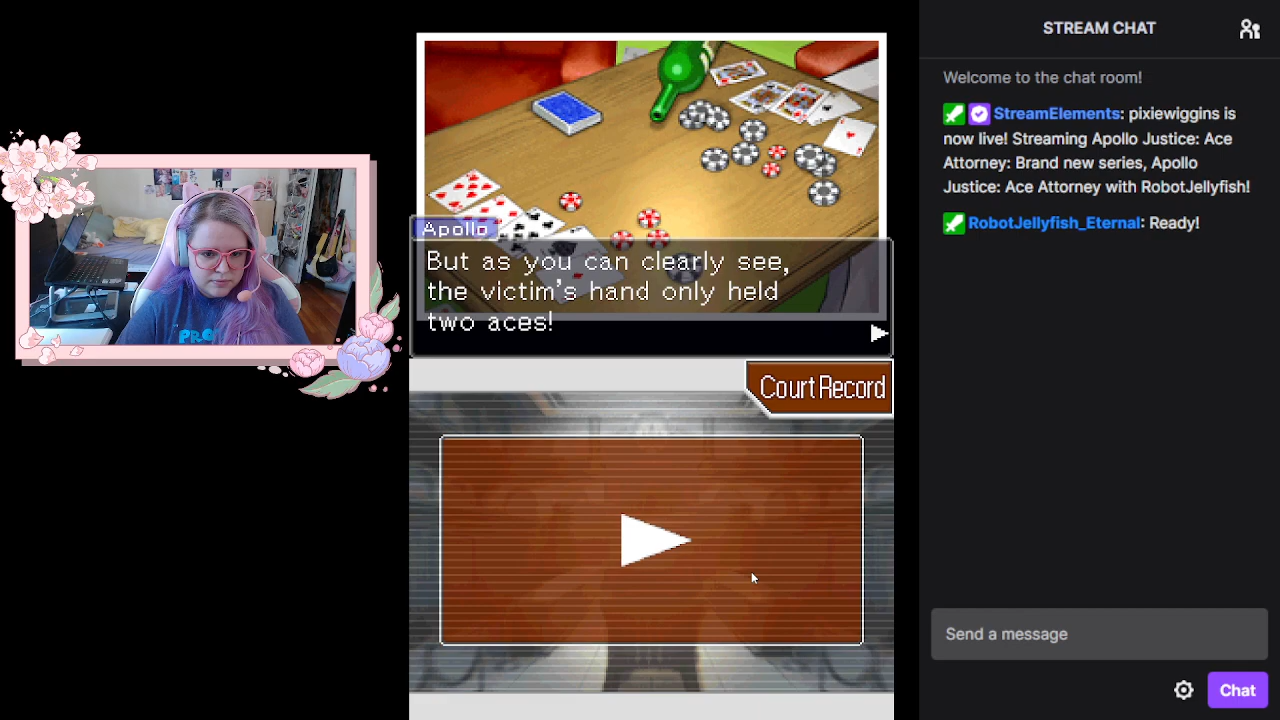 STREAM CHAT
Welcome to the chat room!
StreamElements: pixiewiggins is
now live! Streaming Apollo Justice: Ace
Attorney: Brand new series, Apollo
Justice: Ace Attorney with RobotJellyfish!
RobotJellyfish_Eternal: Ready!
Apollo
But as you can clearly see,
the victim's hand only held
two aces!
Court Record
Send a message
Chat